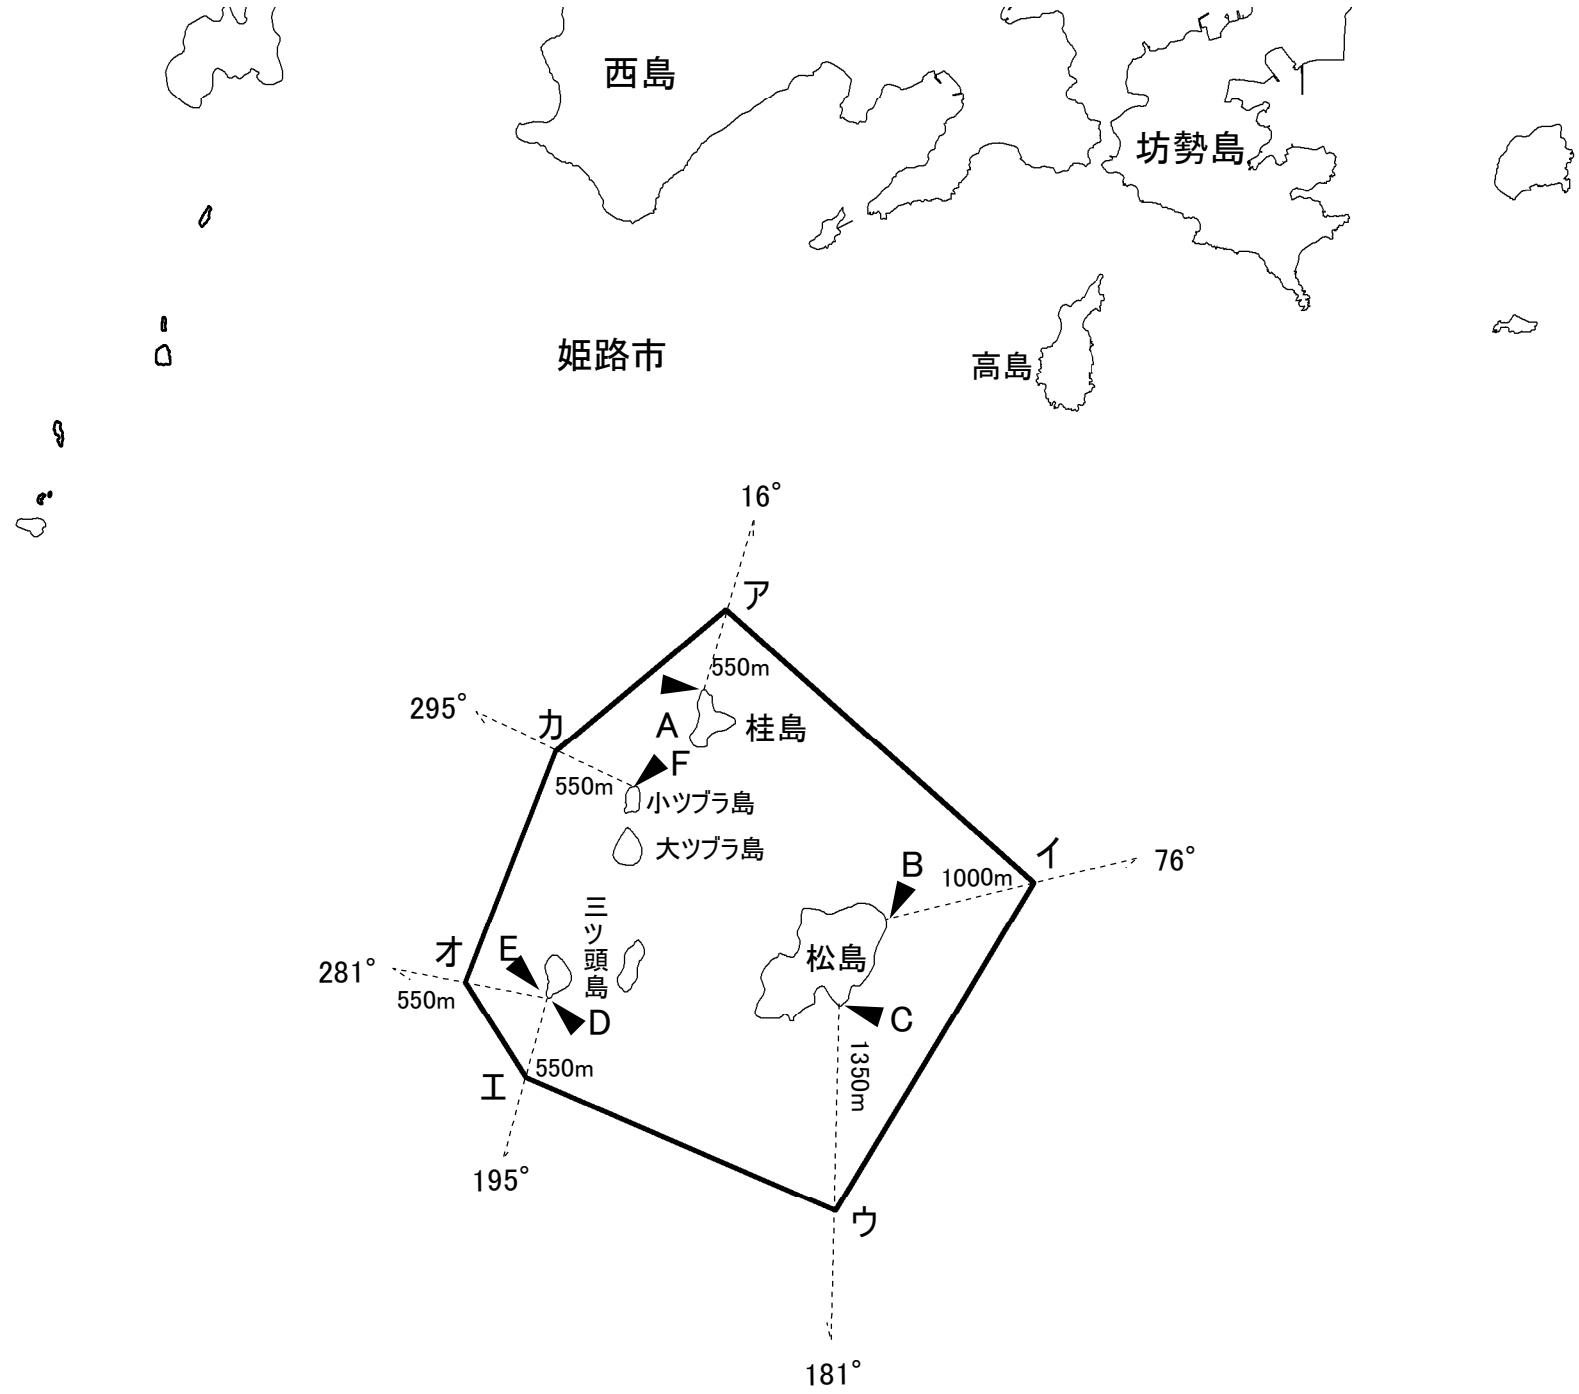 西島
坊勢島
姫路市
高島
16°
ア
550m
295°
カ
A
桂島
F
550m
小ツブラ島
大ツブラ島
イ
76°
B
1000m
三ツ頭島
オ
E
281°
松島
550m
D
C
1350m
550m
エ
195°
ウ
181°